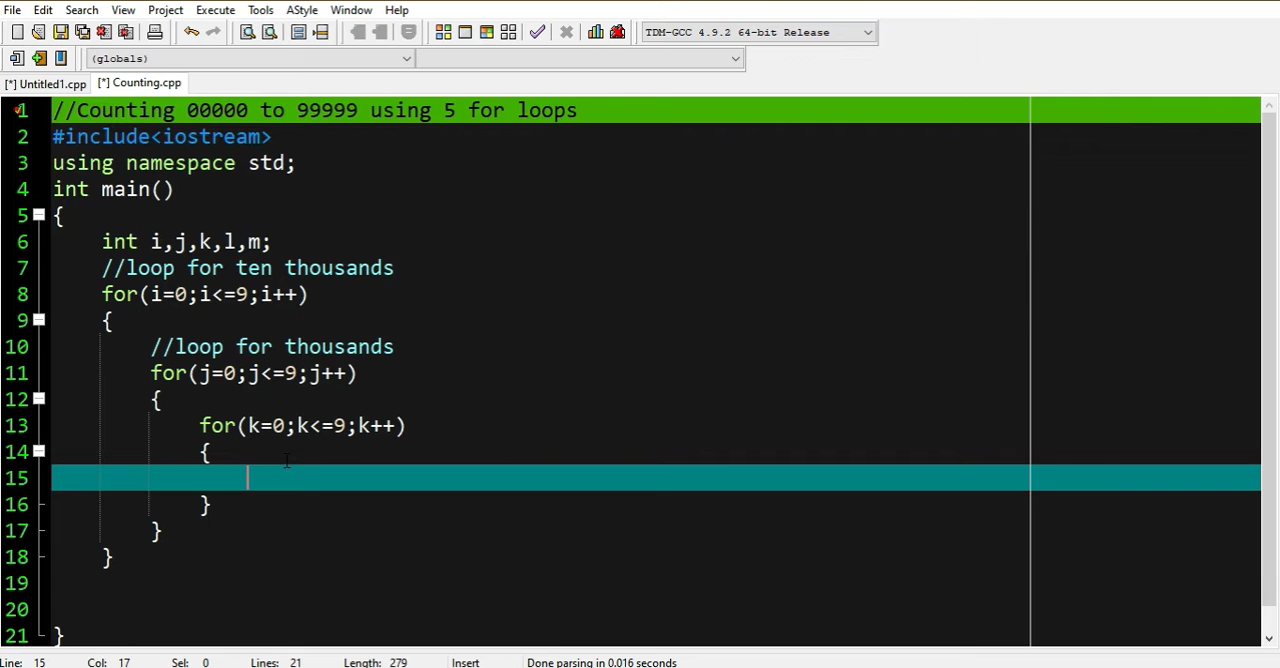 File Edit Search View Project Execute Tools AStyle Window Help
TDM-GCC 4.9.2 64-bit Release
(globals)
[*] Untitled1.cpp [*] Counting.cpp
1 //Counting 00000 to 99999 using 5 for loops
2 #include<iostream>
3 using namespace std;
4 int main()
5 {
6 int i,j,k,l,m;
7 //loop for ten thousands
8 for(i=0;i<=9;i++)
9 {
10 //loop for thousands
11 for(j=0;j<=9;j++)
12 {
13 for(k=0;k<=9;k++)
14 {
15
16 }
17 }
18 }
19
20
21 }
Line: 15 Col: 17 Sel: 0 Lines: 21 Length: 279 Insert Done parsing in 0.016 seconds